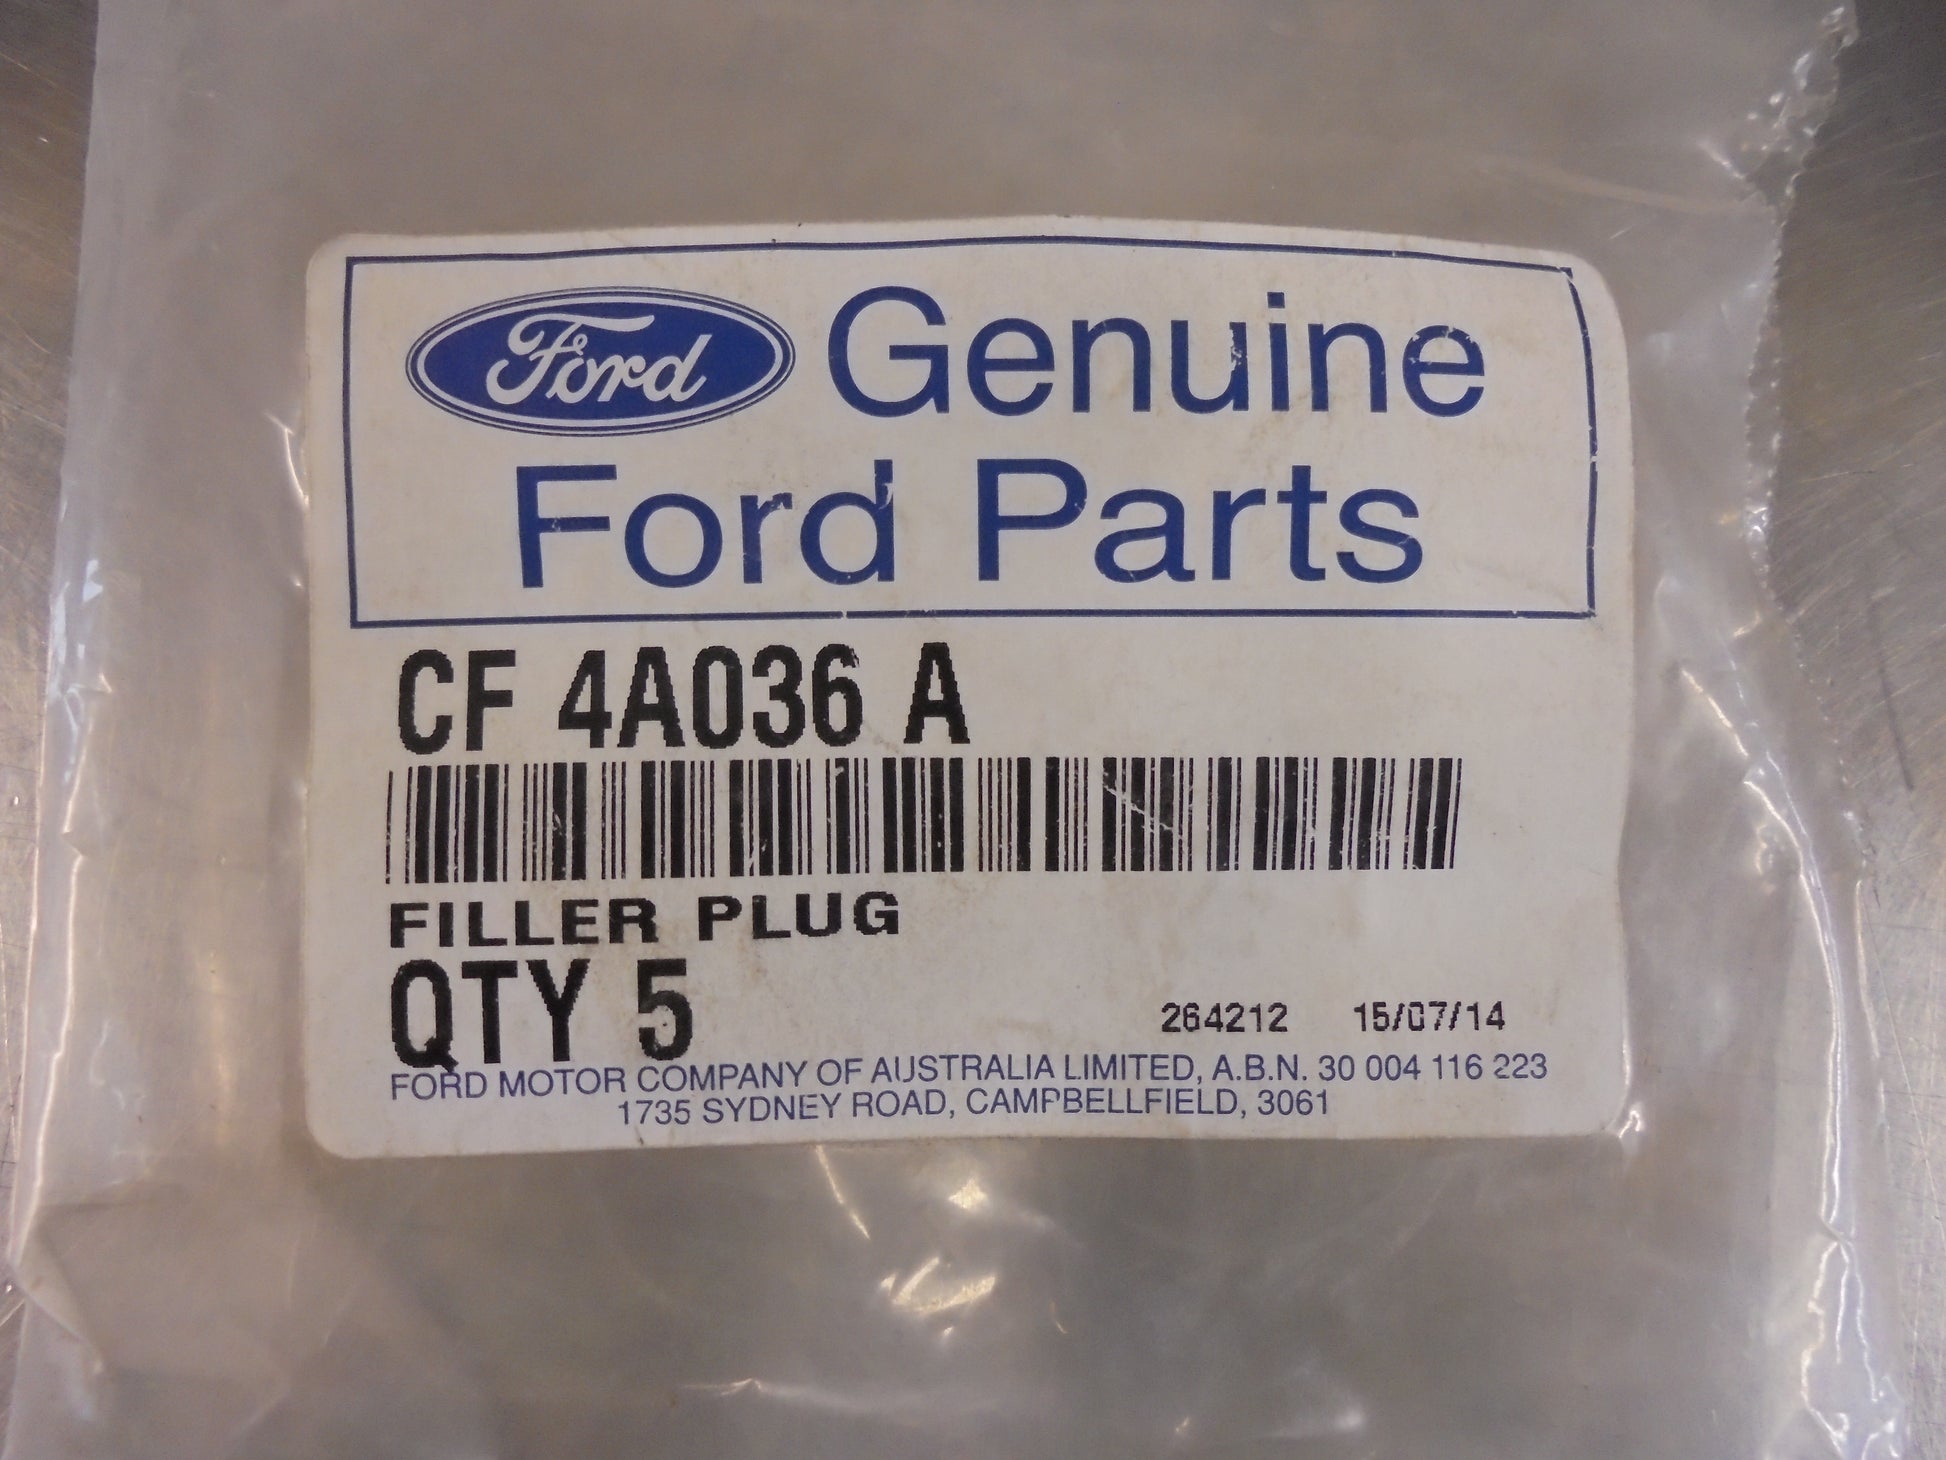 Ford Genuine
Ford Parts
CF 4A036 A
FILLER PLUG
QTY 5
264212 15/07/14
FORD MOTOR COMPANY OF AUSTRALIA LIMITED, A.B.N. 30 004 116 223
1735 SYDNEY ROAD, CAMPBELLFIELD, 3061